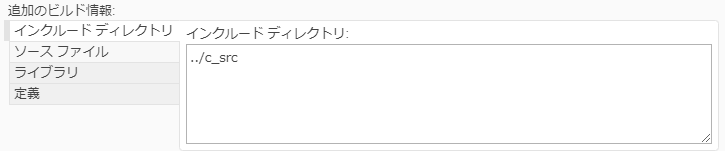 追加のビルド情報:
インクルード ディレクトリ
ソース ファイル
ライブラリ
定義
インクルード ディレクトリ:
../c_src